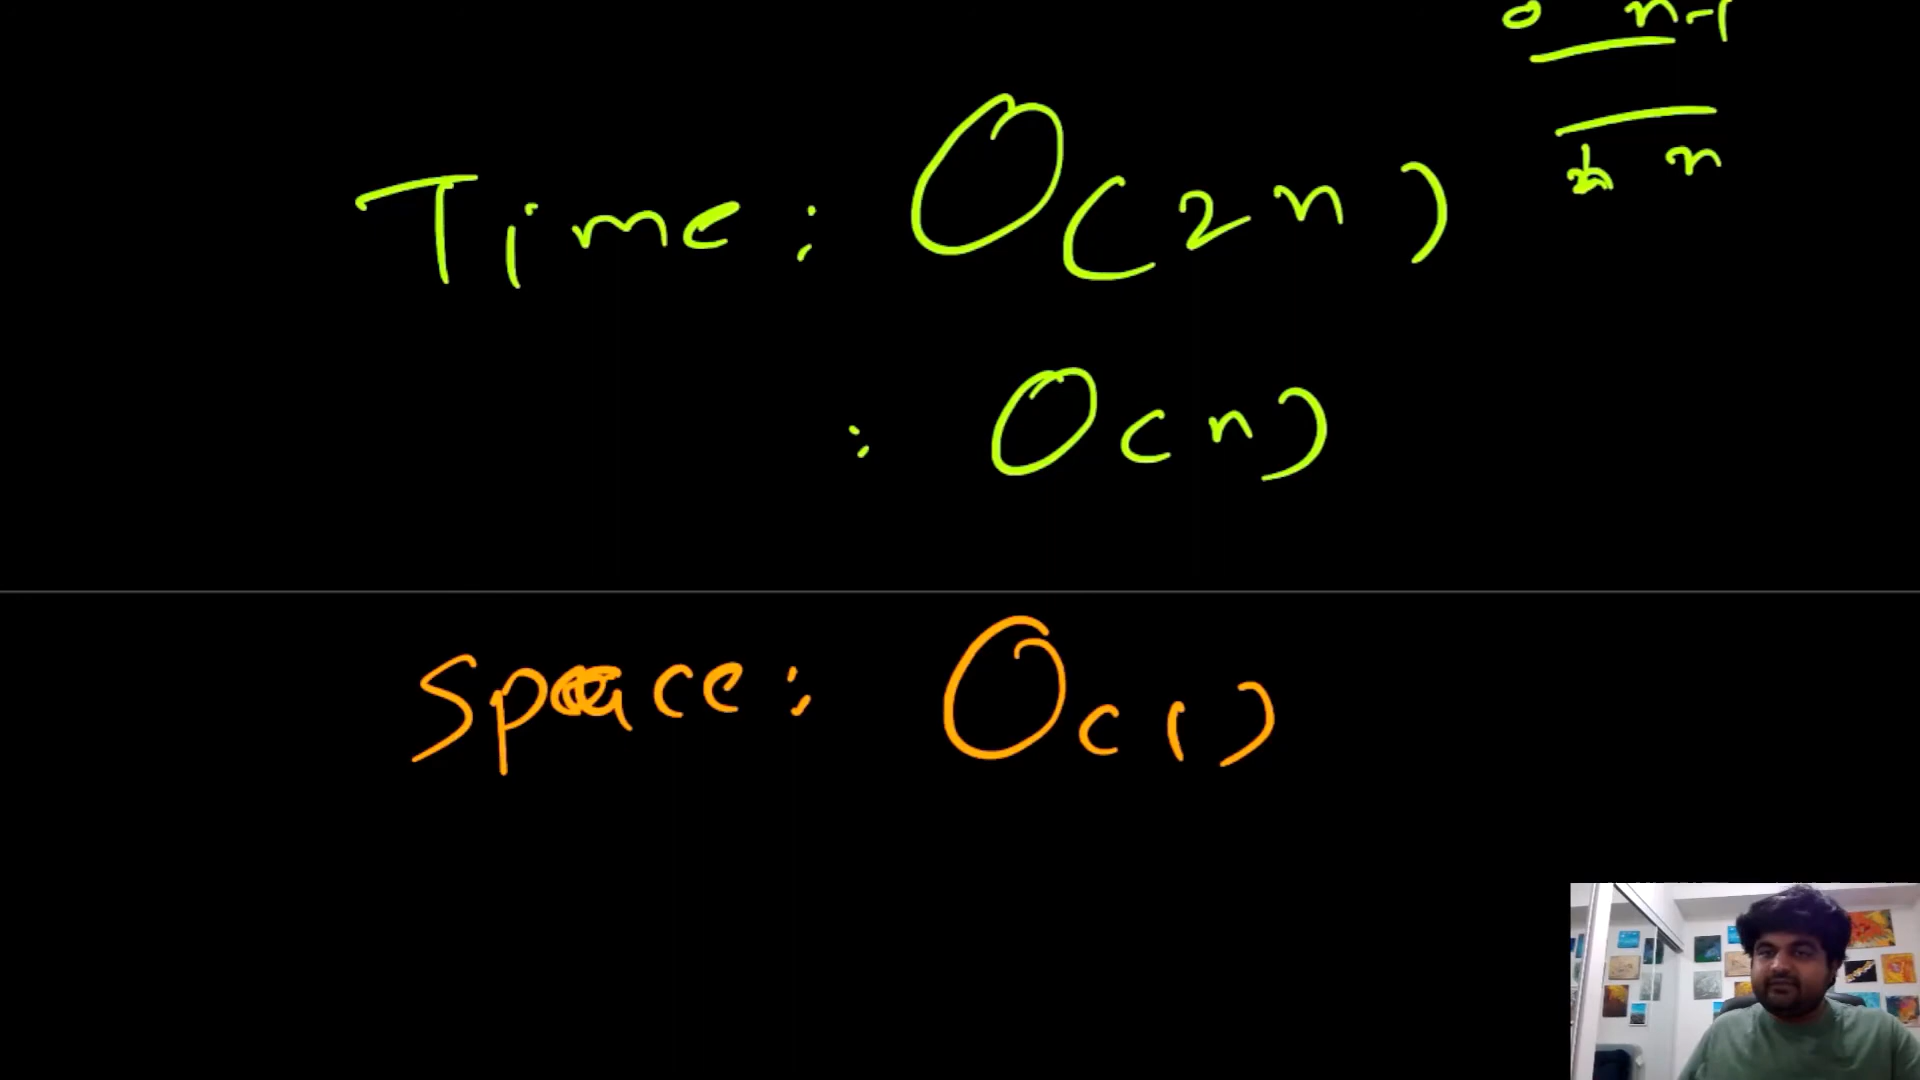 0 n-1
Time: O(2n)
n
: O(n)
Space: O(1)